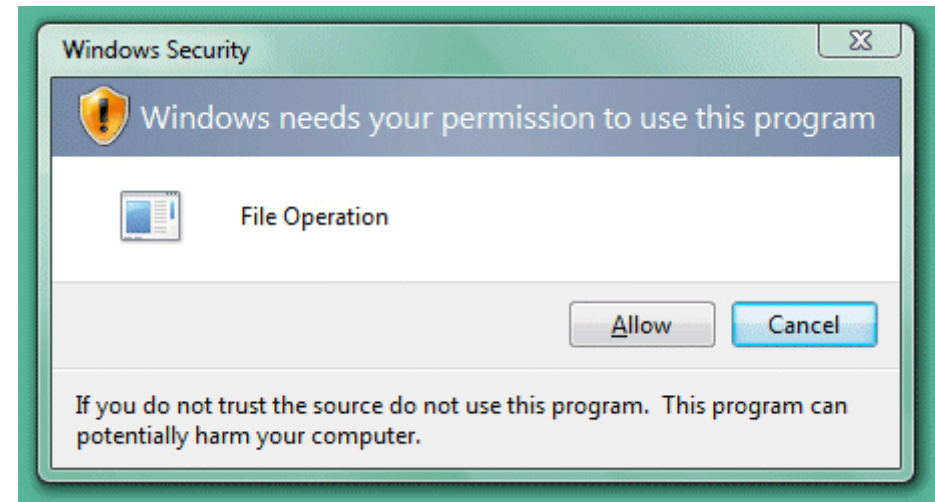 Windows Security
Windows needs your permission to use this program
File Operation
Allow
Cancel
If you do not trust the source do not use this program.  This program can
potentially harm your computer.